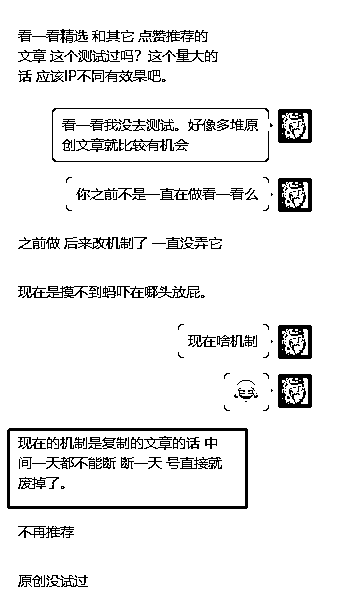 看一看精选 和其它 点赞推荐的
文章 这个测试过吗？这个量大的
话 应该IP不同有效果吧。
看一看我没去测试。好像多堆原
创文章就比较有机会
你之前不是一直在做看一看么
之前做 后来改机制了 一直没弄它
现在是摸不到蚂吓在哪头放屁。
现在啥机制
现在的机制是复制的文章的话 中
间一天都不能断 断一天 号直接就
废掉了。
不再推荐
原创没试过